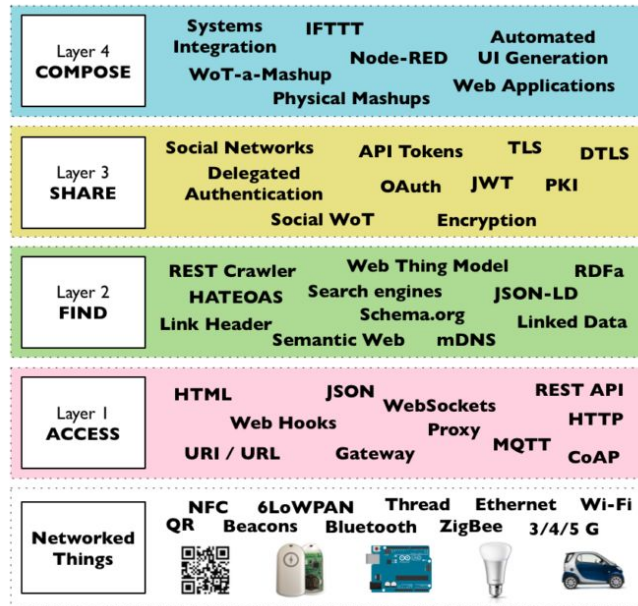 Layer 4
COMPOSE
Systems
Integration
IFTTT
Node-RED
Automated
UI Generation
WoT-a-Mashup
Web Applications
Physical Mashups
Layer 3
SHARE
Social Networks
API Tokens
TLS
DTLS
Delegated
Authentication
OAuth
JWT
PKI
Social WoT
Encryption
Layer 2
FIND
REST Crawler
Web Thing Model
RDFa
HATEOAS
Search engines
JSON-LD
Link Header
Schema.org
Linked Data
Semantic Web
mDNS
Layer 1
ACCESS
HTML
JSON
WebSockets
REST API
Web Hooks
Proxy
HTTP
URI / URL
Gateway
MQTT
CoAP
Networked
Things
NFC
6LoWPAN
Thread
Ethernet
Wi-Fi
QR
Beacons
Bluetooth
ZigBee
3/4/5 G